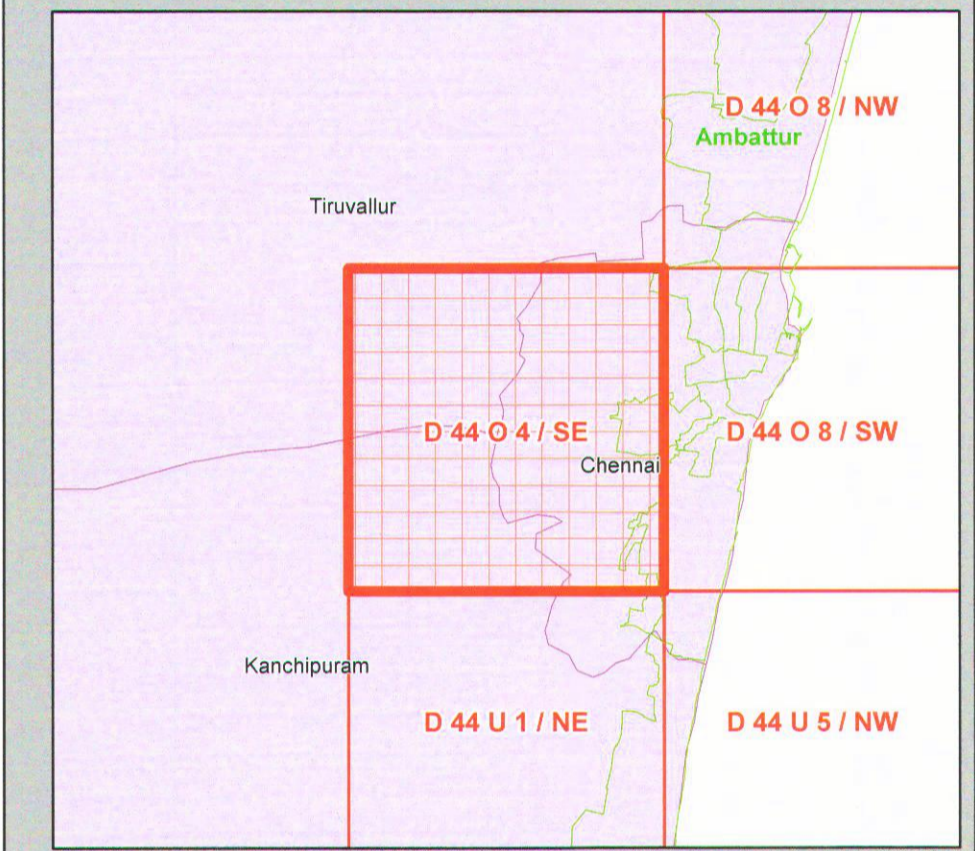 D 44 O 8 / NW
Ambattur
Tiruvallur
D 44 O 4 / SE
D 44 O 8 / SW
Chennai
Kanchipuram
D 44 U 1 / NE
D 44 U 5 / NW